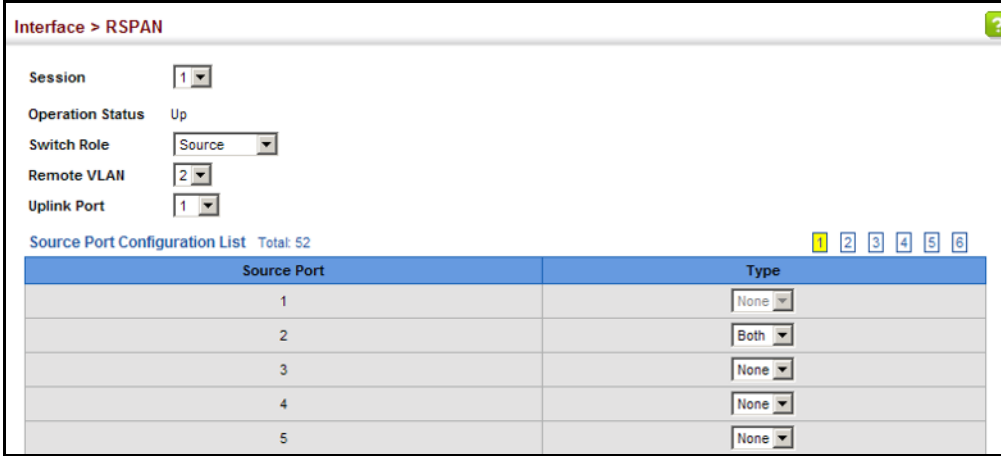 Interface > RSPAN
?
Session 1
Operation Status Up
Switch Role Source
Remote VLAN 2
Uplink Port 1
Source Port Configuration List Total: 52 1 2 3 4 5 6
Source Port Type
1 None
2 Both
3 None
4 None
5 None